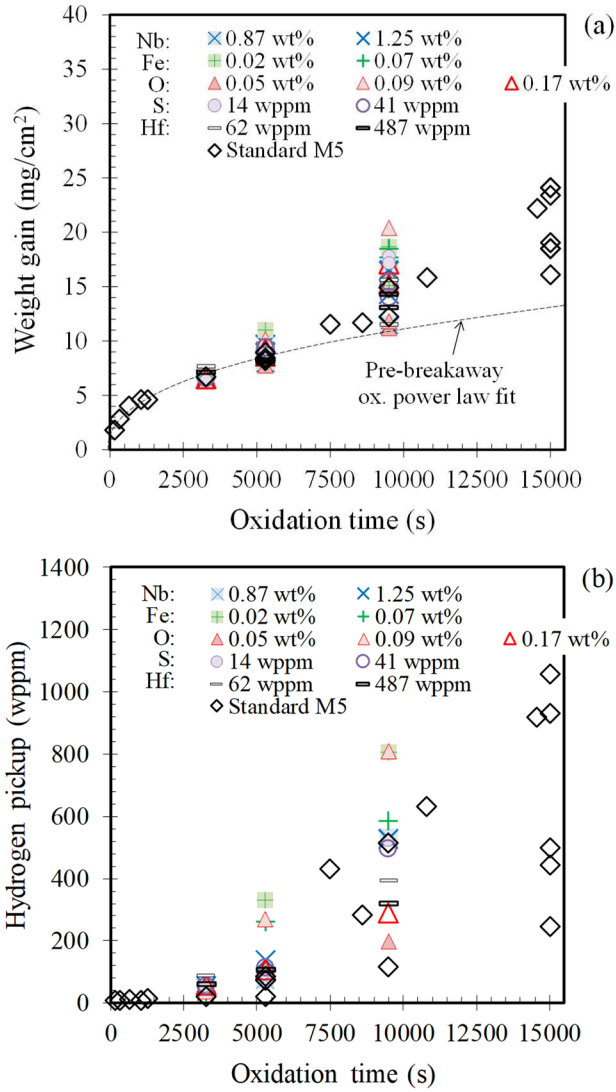 (a)
40
35
30
25
20
15
10
5
0
Weight gain (mg/cm²)
Nb: 0.87 wt% 1.25 wt%
Fe: 0.02 wt% 0.07 wt%
O: 0.05 wt% 0.09 wt% 0.17 wt%
S: 14 wppm 41 wppm
Hf: 62 wppm 487 wppm
Standard M5
Pre-breakaway
ox. power law fit
0 2500 5000 7500 10000 12500 15000
Oxidation time (s)
(b)
1400
1200
1000
800
600
400
200
0
Hydrogen pickup (wppm)
Nb: 0.87 wt% 1.25 wt%
Fe: 0.02 wt% 0.07 wt%
O: 0.05 wt% 0.09 wt% 0.17 wt%
S: 14 wppm 41 wppm
Hf: 62 wppm 487 wppm
Standard M5
0 2500 5000 7500 10000 12500 15000
Oxidation time (s)